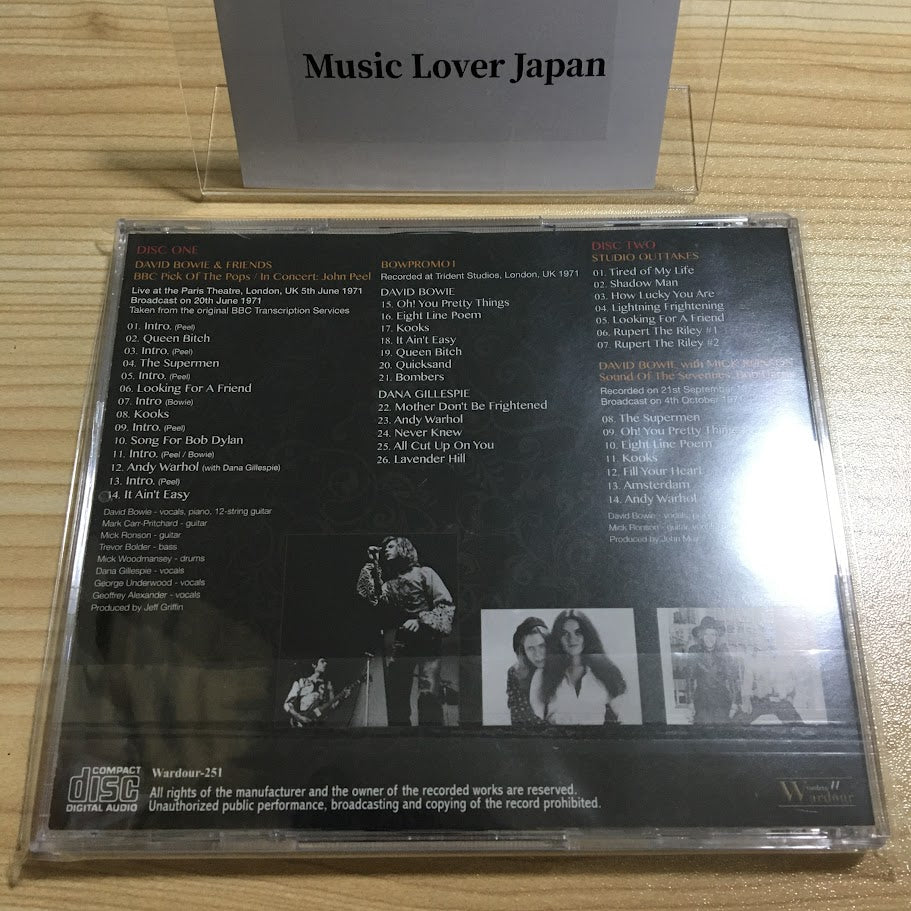 Music Lover Japan
DISC ONE
DAVID BOWIE & FRIENDS
BBC Pick Of The Pops / In Concert: John Peel
Live at the Paris Theatre, London, UK 5th June 1971
Broadcast on 20th June 1971
Taken from the original BBC Transcription Services
01. Intro. (Peel)
02. Queen Bitch
03. Intro. (Peel)
04. The Supermen
05. Intro. (Peel)
06. Looking For A Friend
07. Intro (Bowie)
08. Kooks
09. Intro. (Peel)
10. Song For Bob Dylan
11. Intro. (Peel / Bowie)
12. Andy Warhol (with Dana Gillespie)
13. Intro. (Peel)
14. It Ain't Easy
David Bowie - vocals, piano, 12-string guitar
Mark Carr-Pritchard - guitar
Mick Ronson - guitar
Trevor Bolder - bass
Mick Woodmansey - drums
Dana Gillespie - vocals
George Underwood - vocals
Geoffrey Alexander - vocals
Produced by Jeff Griffin
BOWPROMO1
Recorded at Trident Studios, London, UK 1971
DAVID BOWIE
15. Oh! You Pretty Things
16. Eight Line Poem
17. Kooks
18. It Ain't Easy
19. Queen Bitch
20. Quicksand
21. Bombers
DANA GILLESPIE
22. Mother Don't Be Frightened
23. Andy Warhol
24. Never Knew
25. All Cut Up On You
26. Lavender Hill
DISC TWO
STUDIO OUTTAKES
01. Tired of My Life
02. Shadow Man
03. How Lucky You Are
04. Lightning Frightening
05. Looking For A Friend
06. Rupert The Riley #1
07. Rupert The Riley #2
DAVID BOWIE, with MICK RONSON
Sound Of The Seventies:
Recorded on 21st September
Broadcast on 4th October 1971
08. The Supermen
09. Oh! You Pretty Things
10. Eight Line Poem
11. Kooks
12. Fill Your Heart
13. Amsterdam
14. Andy Warhol
David Bowie - vocals,
Mick Ronson - guitar,
Produced by John
COMPACT
disc
DIGITAL AUDIO
Wardour-251
All rights of the manufacturer and the owner of the recorded works are reserved.
Unauthorized public performance, broadcasting and copying of the record prohibited.
Wardour